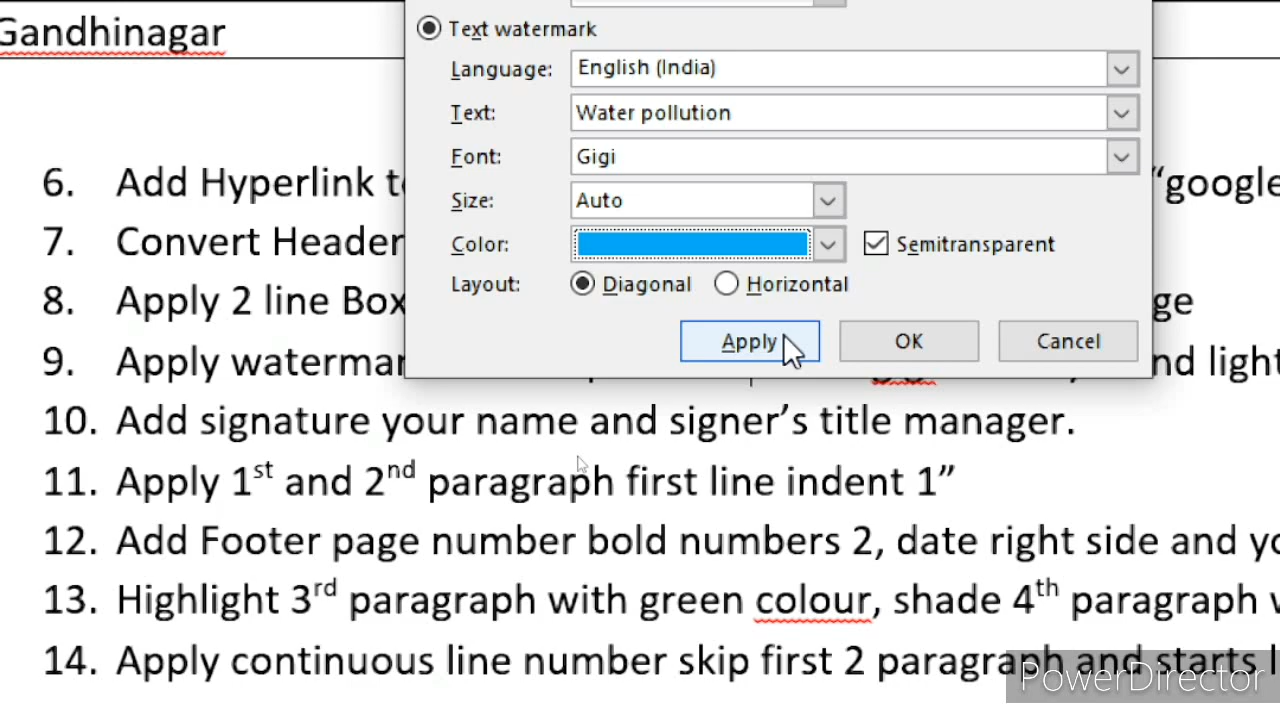 Gandhinagar
Text watermark
Language: English (India)
Text: Water pollution
Font: Gigi
Size: Auto
Color: Semitransparent
Layout: Diagonal Horizontal
Apply OK Cancel
6. Add Hyperlink "google
7. Convert Header
8. Apply 2 line Box ge
9. Apply nd light
10. Add signature your name and signer's title manager.
11. Apply 1st and 2nd paragraph first line indent 1”
12. Add Footer page number bold numbers 2, date right side and yo
13. Highlight 3rd paragraph with green colour, shade 4th paragraph
14. Apply continuous line number skip first 2 paragraph and starts
PowerDirector